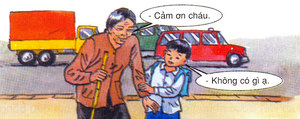 - Cảm ơn cháu.
- Không có gì ạ.